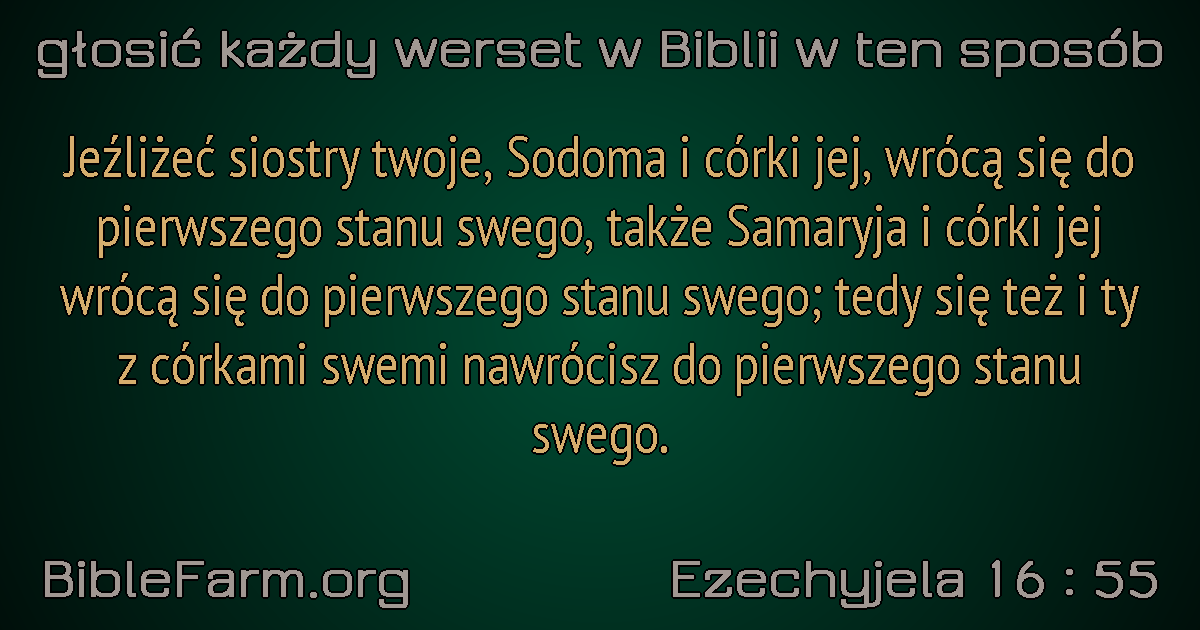 głosić każdy werset w Biblii w ten sposób
Jeźliżeć siostry twoje, Sodoma i córki jej, wrócą się do
pierwszego stanu swego, także Samaryja i córki jej
wrócą się do pierwszego stanu swego; tedy się też i ty
z córkami swemi nawrócisz do pierwszego stanu
swego.
BibleFarm.org
Ezechyjela 16 : 55